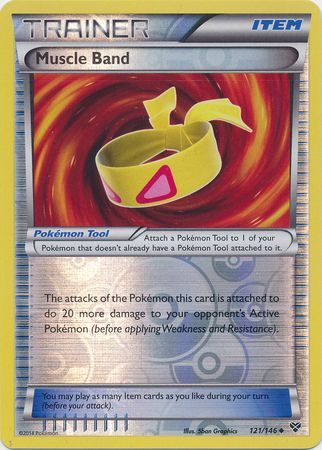 TRAINER
ITEM
Muscle Band
Pokémon Tool
Attach a Pokémon Tool to 1 of your
Pokémon that doesn't already have a Pokémon Tool attached to it.
The attacks of the Pokémon this card is attached to
do 20 more damage to your opponent's Active
Pokémon (before applying Weakness and Resistance).
You may play as many Item cards as you like during your turn
(before your attack).
©2014 Pokémon
Illus. 5ban Graphics
121/146
XY